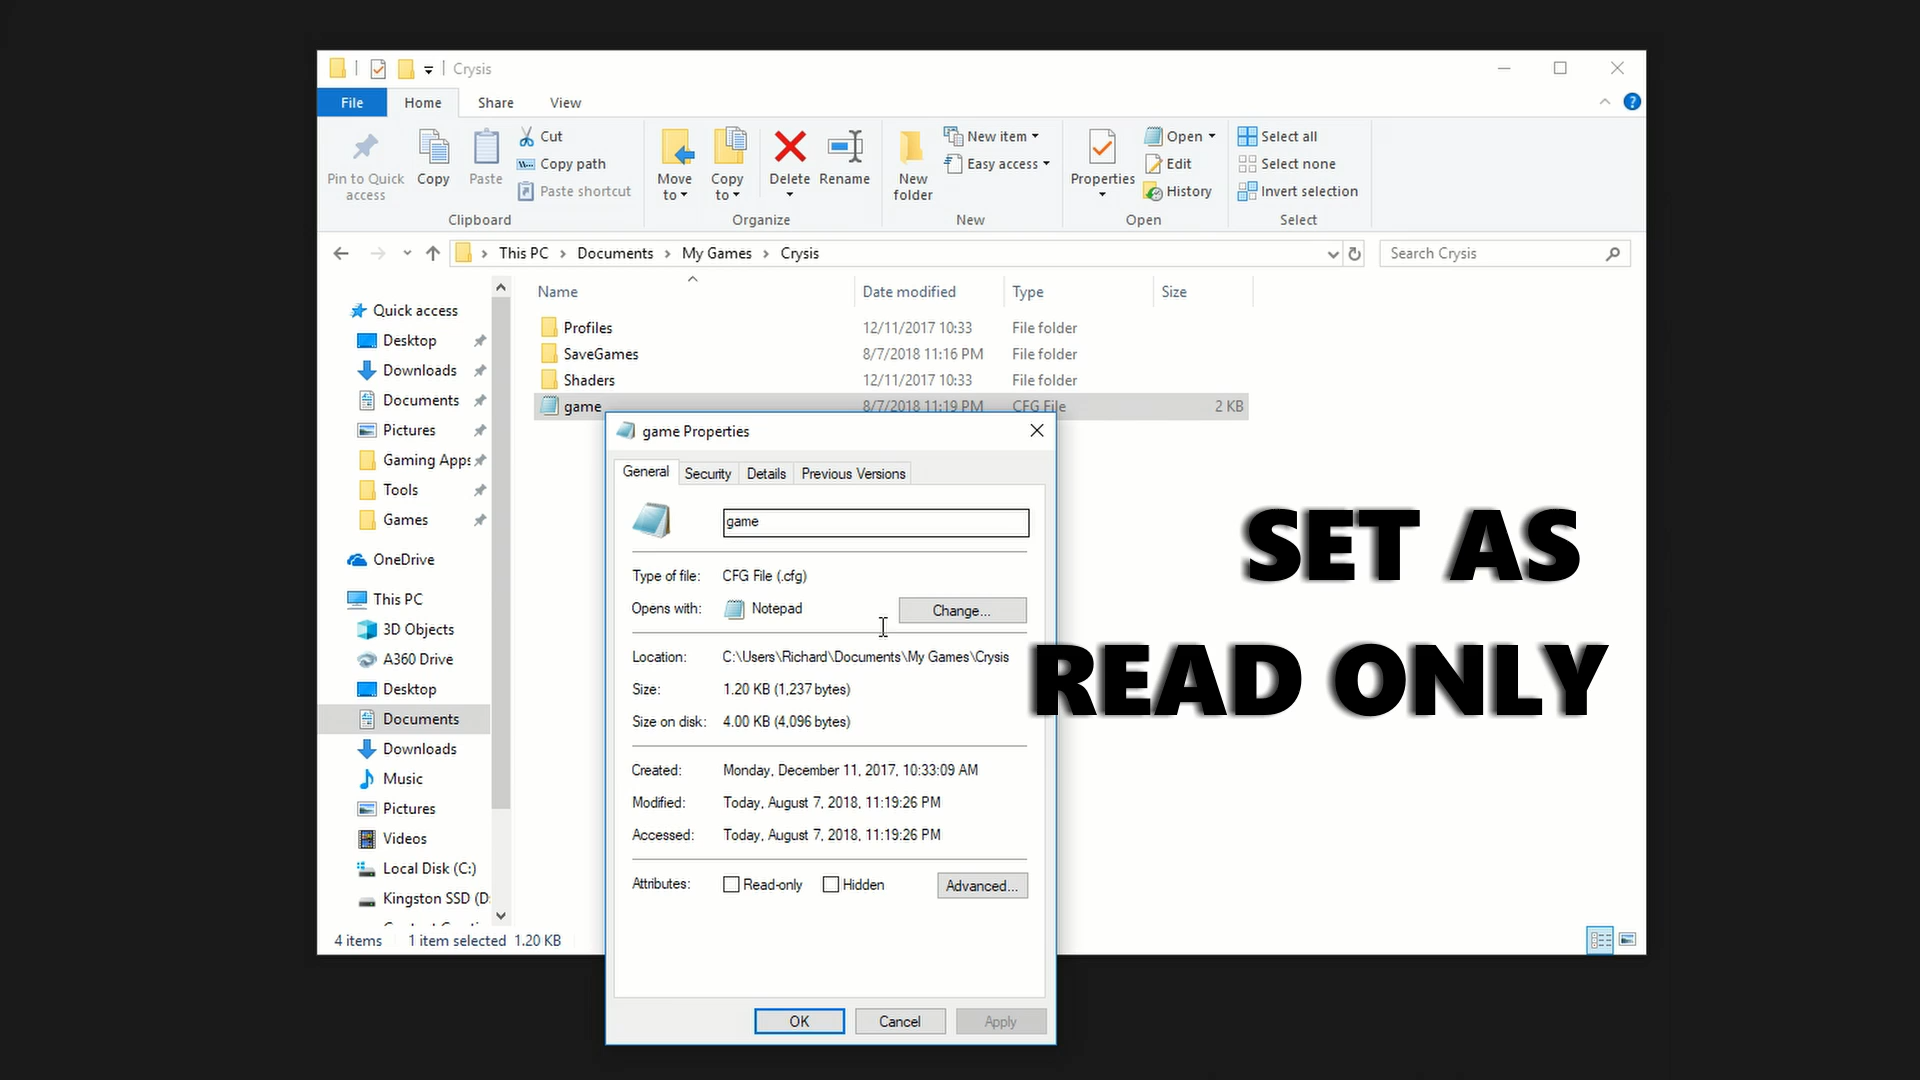 Crysis
File
Home
Share
View
Pin to Quick access
Copy
Paste
Cut
Copy path
Paste shortcut
Clipboard
Move to
Copy to
Delete
Rename
Organize
New folder
New item
Easy access
New
Properties
Open
Edit
History
Open
Select all
Select none
Invert selection
Select
This PC > Documents > My Games > Crysis
Search Crysis
Name Date modified Type Size
Profiles 12/11/2017 10:33 File folder
SaveGames 8/7/2018 11:16 PM File folder
Shaders 12/11/2017 10:33 File folder
game 8/7/2018 11:19 PM CFG File 2 KB
Quick access
Desktop
Downloads
Documents
Pictures
Gaming Apps
Tools
Games
OneDrive
This PC
3D Objects
A360 Drive
Desktop
Documents
Downloads
Music
Pictures
Videos
Local Disk (C:)
Kingston SSD (D:
4 items 1 item selected 1.20 KB
game Properties
General Security Details Previous Versions
game
Type of file: CFG File (.cfg)
Opens with: Notepad Change...
Location: C:\Users\Richard\Documents\My Games\Crysis
Size: 1.20 KB (1,237 bytes)
Size on disk: 4.00 KB (4,096 bytes)
Created: Monday, December 11, 2017, 10:33:09 AM
Modified: Today, August 7, 2018, 11:19:26 PM
Accessed: Today, August 7, 2018, 11:19:26 PM
Attributes: Read-only Hidden Advanced...
OK Cancel Apply
SET AS
READ ONLY